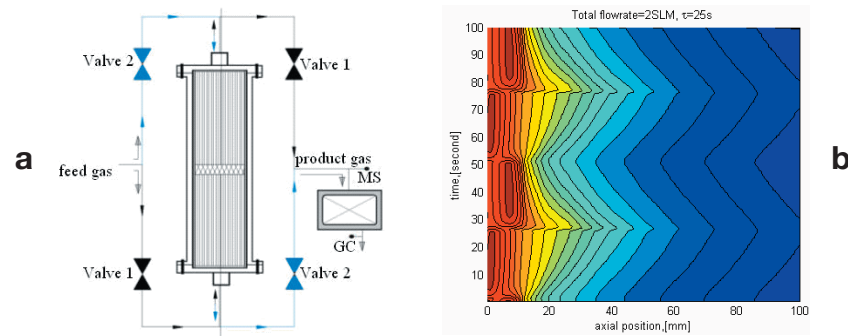 a
Valve 2
Valve 1
feed gas
product gas
MS
GC
Valve 1
Valve 2
b
Total flowrate=2SLM, τ=25s
time,[second]
100
90
80
70
60
50
40
30
20
10
0 20 40 60 80 100
axial position,[mm]